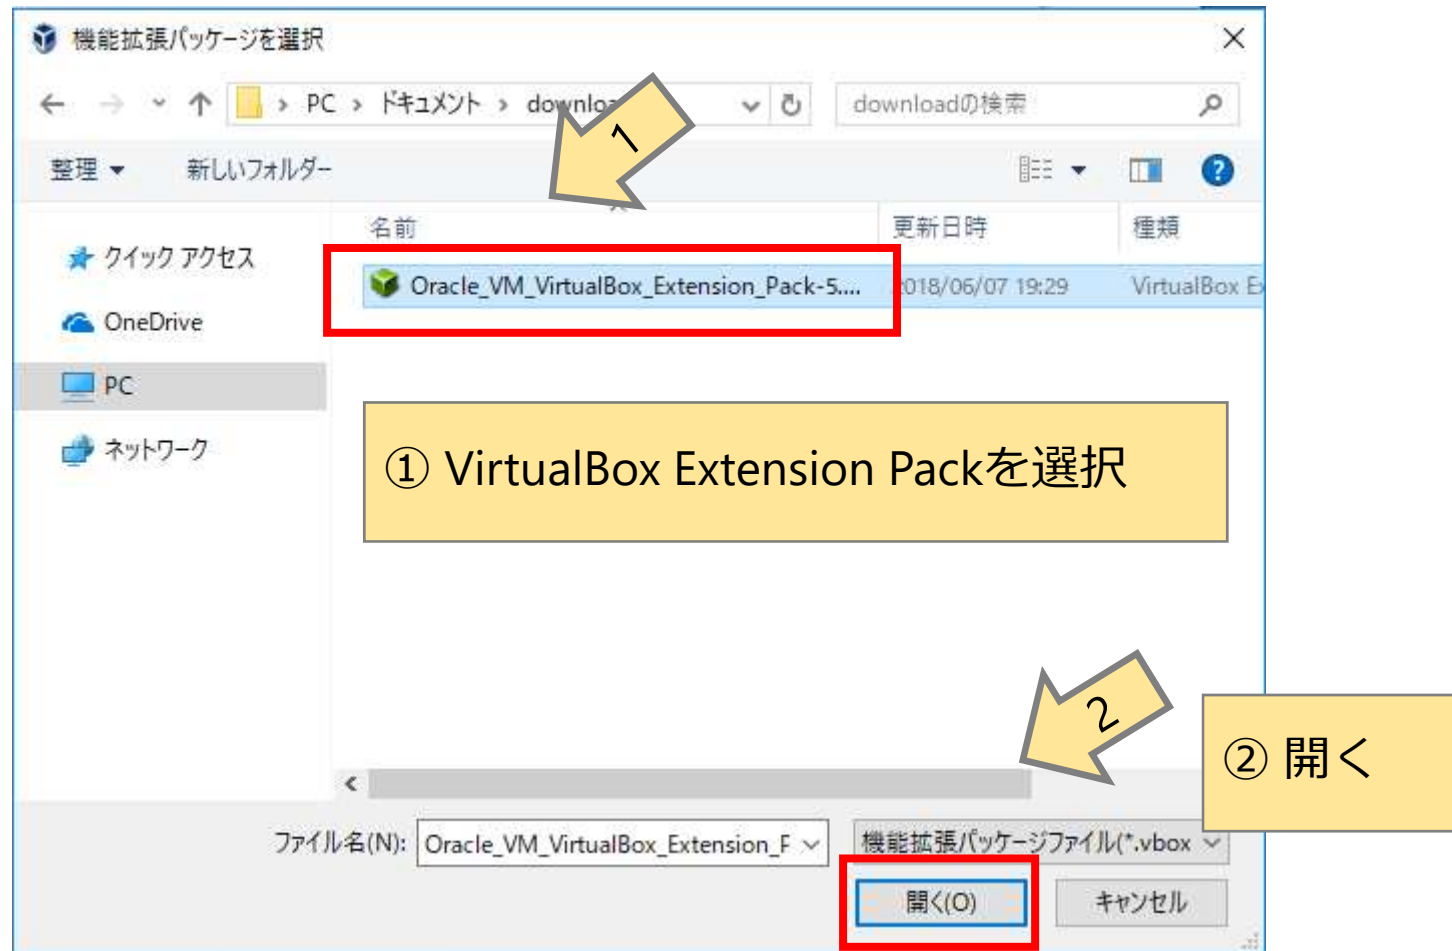 機能拡張パッケージを選択
PC › ドキュメント › downloa
downloadの検索
整理
新しいフォルダー
1
名前
更新日時
種類
クイック アクセス
Oracle_VM_VirtualBox_Extension_Pack-5....
2018/06/07 19:29
VirtualBox Ex
OneDrive
PC
ネットワーク
① VirtualBox Extension Packを選択
2
② 開く
ファイル名(N):
Oracle_VM_VirtualBox_Extension_F
機能拡張パッケージファイル(*.vbox
開く(O)
キャンセル